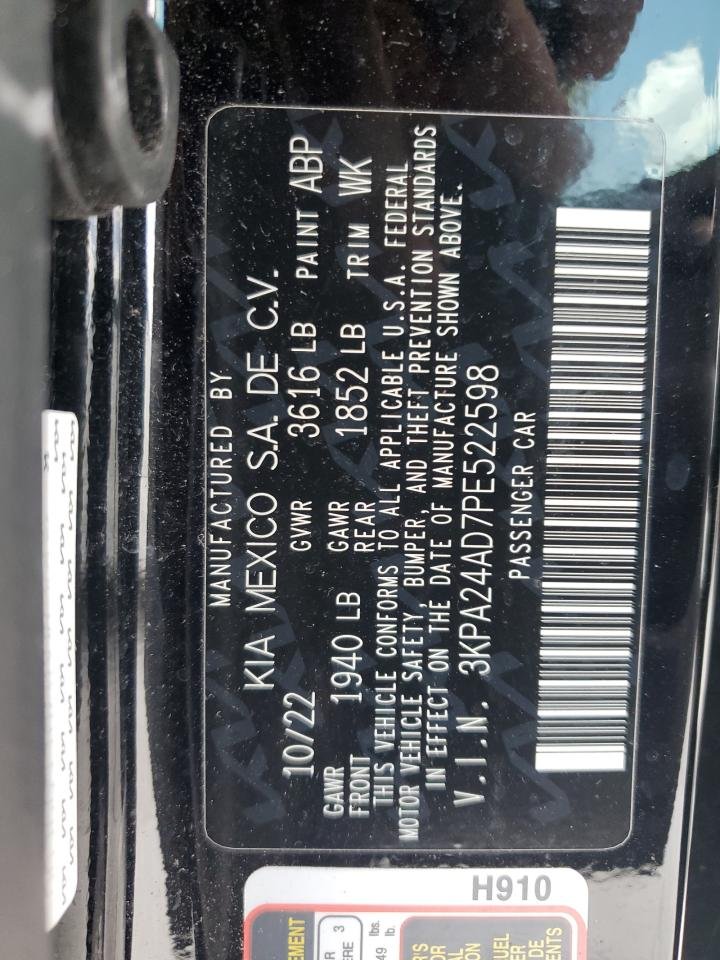 MANUFACTURED BY
KIA MEXICO S.A. DE C.V.
10/22 GVWR 3616 LB PAINT ABP
GAWR FRONT 1940 LB GAWR REAR 1852 LB TRIM WK
THIS VEHICLE CONFORMS TO ALL APPLICABLE U.S.A. FEDERAL
MOTOR VEHICLE SAFETY, BUMPER, AND THEFT PREVENTION STANDARDS
IN EFFECT ON THE DATE OF MANUFACTURE SHOWN ABOVE.
V.I.N. 3KPA24AD7PE522598
PASSENGER CAR
H910